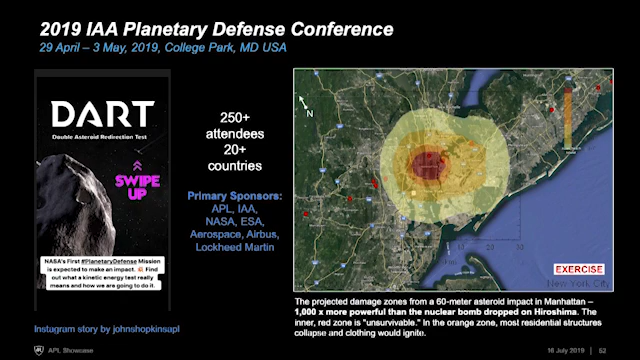 2019 IAA Planetary Defense Conference
29 April – 3 May, 2019, College Park, MD USA
DART
Double Asteroid Redirection Test
SWIPE
UP
NASA's First #PlanetaryDefense Mission
is expected to make an impact. 💥 Find
out what a kinetic energy test really
means and how we are going to do it.
Instagram story by johnshopkinsapl
250+
attendees
20+
countries
Primary Sponsors:
APL, IAA,
NASA, ESA,
Aerospace, Airbus,
Lockheed Martin
N
EXERCISE
New York City
The projected damage zones from a 60-meter asteroid impact in Manhattan –
1,000 x more powerful than the nuclear bomb dropped on Hiroshima. The
inner, red zone is "unsurvivable." In the orange zone, most residential structures
collapse and clothing would ignite.
APL Showcase
16 July 2019
52